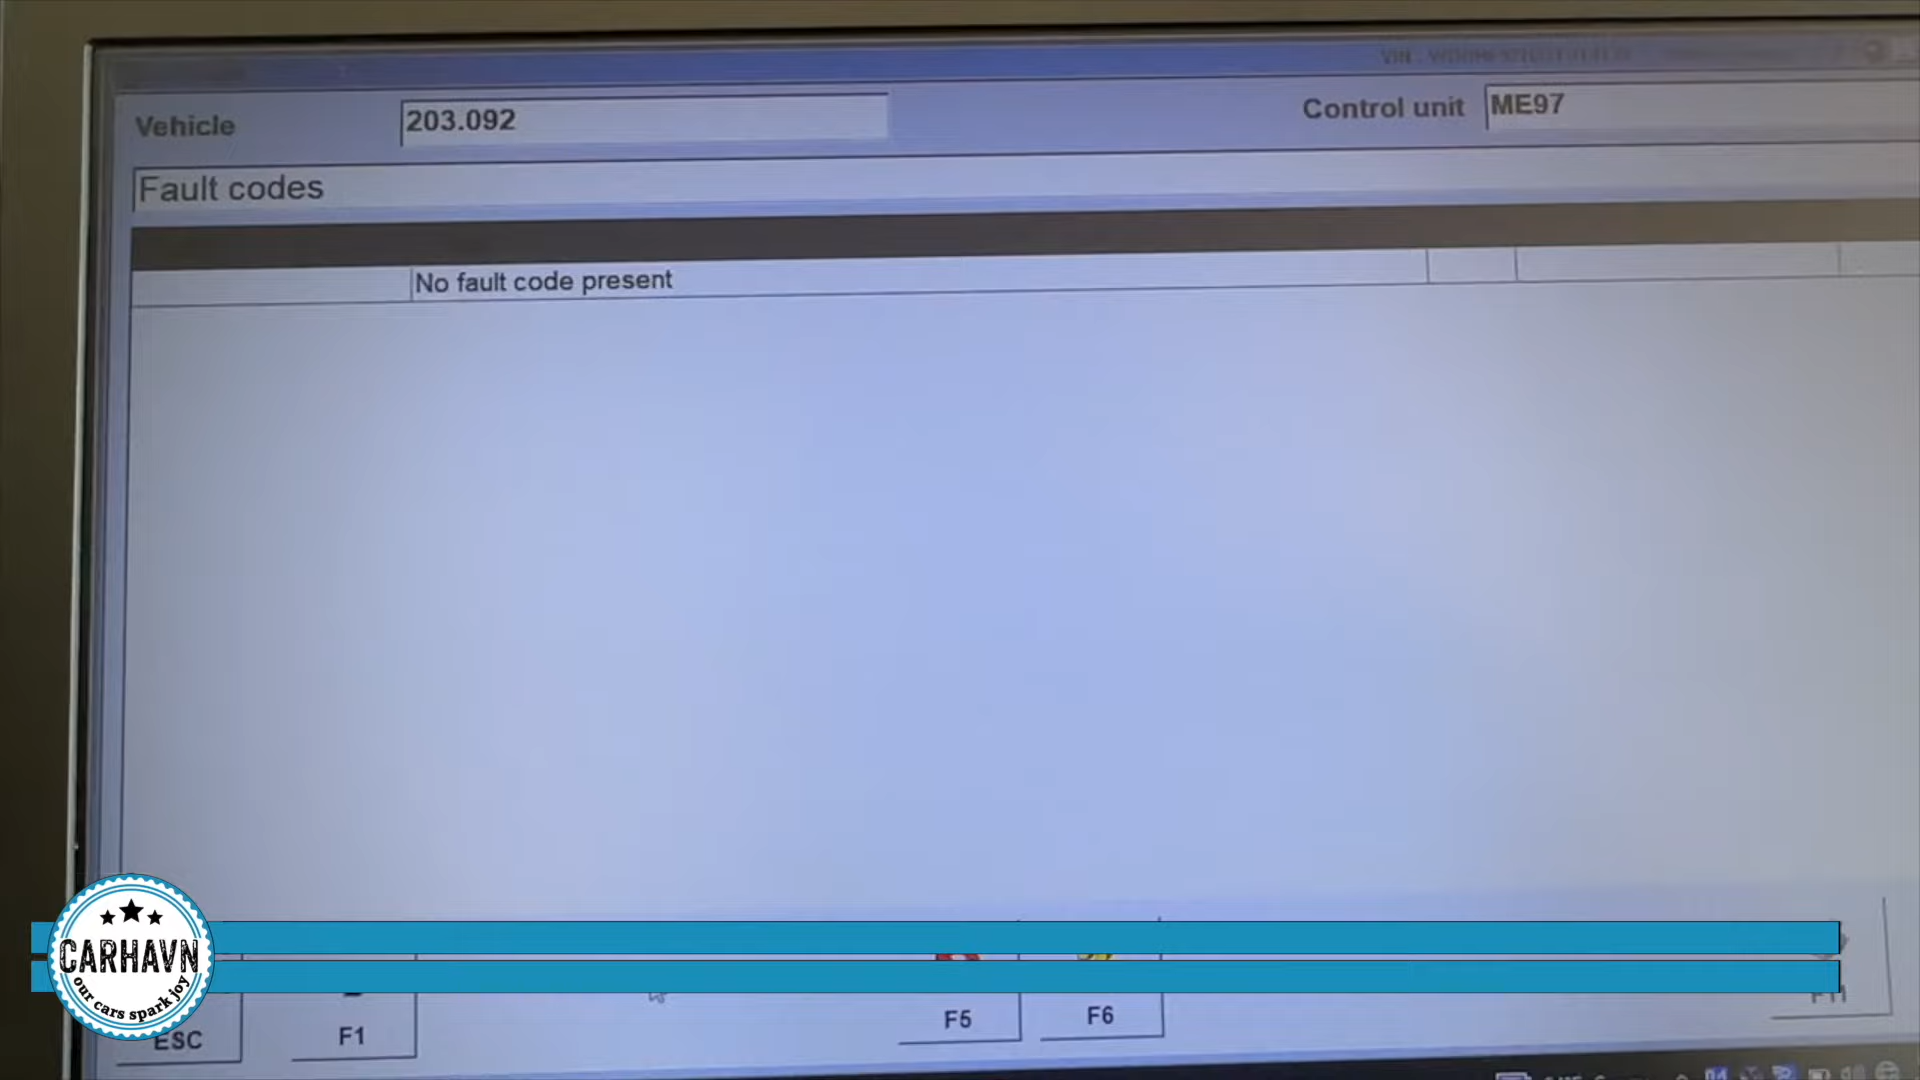 Vehicle
203.092
Control unit
ME97
Fault codes
No fault code present
CARHAVN
our cars spark joy
ESC
F1
F5
F6
F11